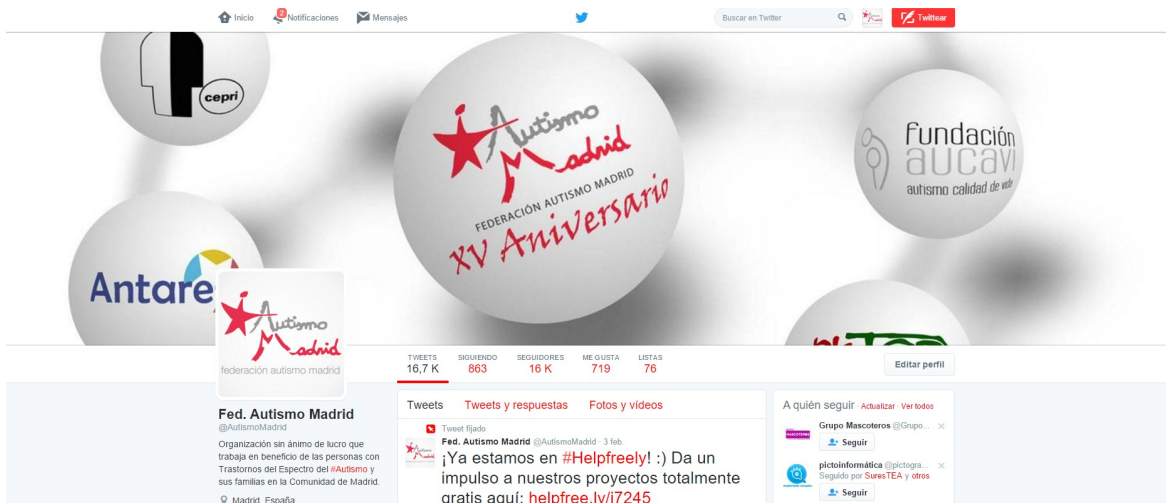 Inicio
2
Notificaciones
Mensajes
Buscar en Twitter
Twittear
cepri
Autismo
Madrid
FEDERACIÓN AUTISMO MADRID
XV Aniversario
fundación
aucavi
autismo calidad de vida
Antare
Autismo
Madrid
federación autismo madrid
TWEETS SIGUIENDO SEGUIDORES ME GUSTA LISTAS
16,7 K 863 16 K 719 76
Editar perfil
Fed. Autismo Madrid
@AutismoMadrid
Organización sin ánimo de lucro que
trabaja en beneficio de las personas con
Trastornos del Espectro del #Autismo y
sus familias en la Comunidad de Madrid.
Madrid, España
Tweets Tweets y respuestas Fotos y vídeos
Tweet fijado
Fed. Autismo Madrid @AutismoMadrid · 3 feb.
¡Ya estamos en #Helpfreely! :) Da un
impulso a nuestros proyectos totalmente
gratis aquí: helpfree.ly/j7245
A quién seguir · Actualizar · Ver todos
Grupo Mascoteros @Grupo...
Seguir
pictoinformática @pictogra...
Seguido por SuresTEA y otros
Seguir